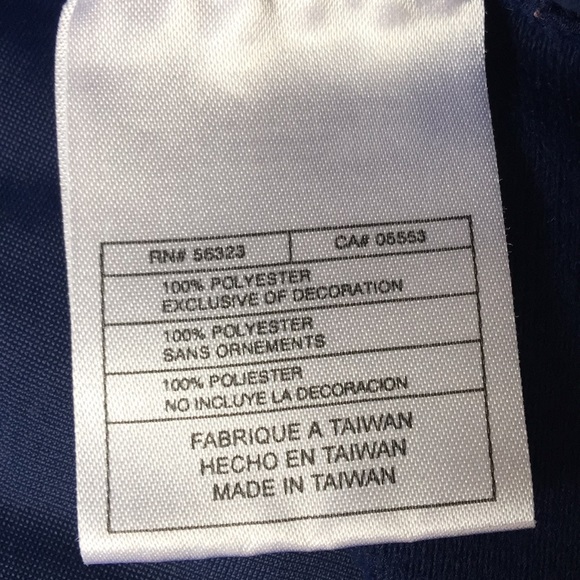 RN# 56323 CA# 05553
100% POLYESTER
EXCLUSIVE OF DECORATION
100% POLYESTER
SANS ORNEMENTS
100% POLIESTER
NO INCLUYE LA DECORACION
FABRIQUE A TAIWAN
HECHO EN TAIWAN
MADE IN TAIWAN